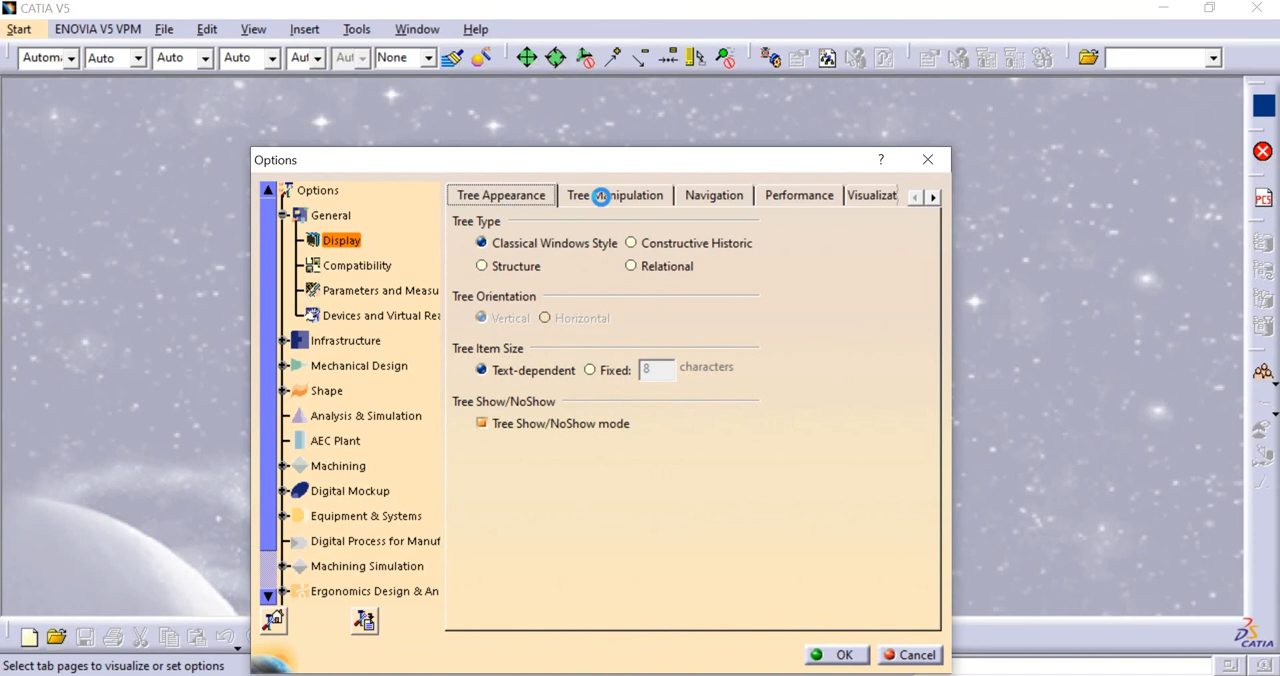 CATIA V5
Start ENOVIA V5 VPM File Edit View Insert Tools Window Help
Autom Auto Auto Auto Aut Aut None
Options
Options
General
Display
Compatibility
Parameters and Measu
Devices and Virtual Rea
Infrastructure
Mechanical Design
Shape
Analysis & Simulation
AEC Plant
Machining
Digital Mockup
Equipment & Systems
Digital Process for Manuf
Machining Simulation
Ergonomics Design & An
Tree Appearance Tree Manipulation Navigation Performance Visualizat
Tree Type
Classical Windows Style Constructive Historic
Structure Relational
Tree Orientation
Vertical Horizontal
Tree Item Size
Text-dependent Fixed: 8 characters
Tree Show/NoShow
Tree Show/NoShow mode
OK Cancel
PCS
DS CATIA
Select tab pages to visualize or set options